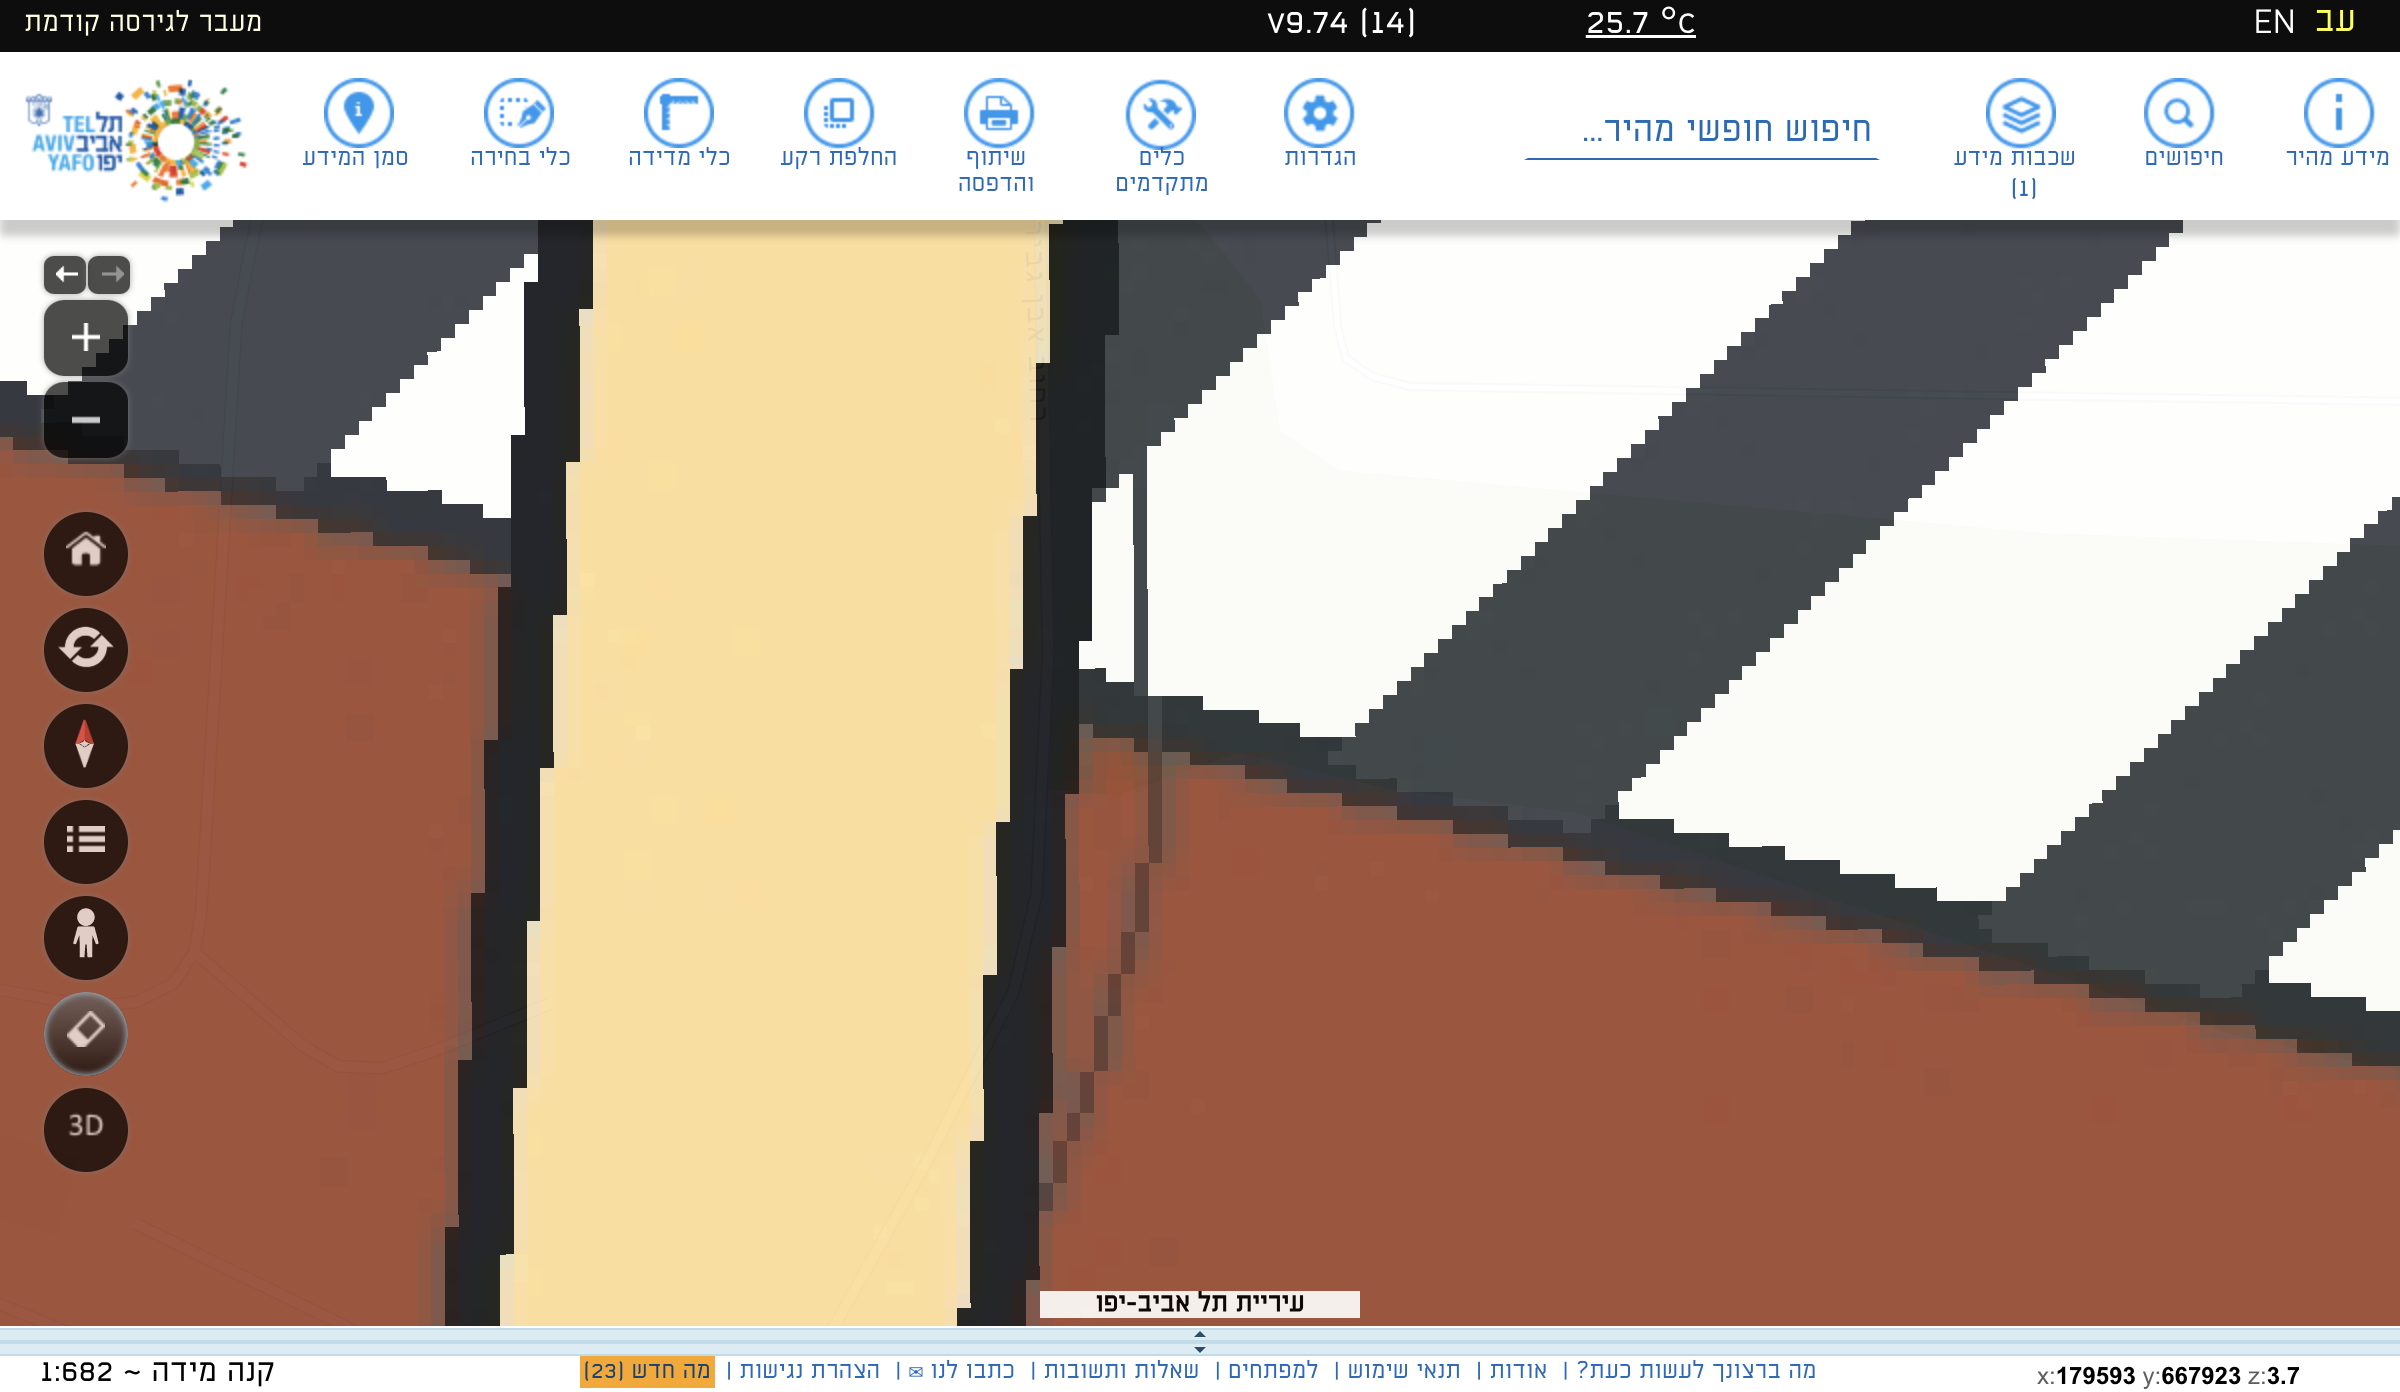 עב EN
25.7 °C
V9.74 (14)
מעבר לגירסה קודמת
מידע מהיר
חיפושים
שכבות מידע
(1)
חיפוש חופשי מהיר...
הגדרות
כלים
מתקדמים
שיתוף
והדפסה
החלפת רקע
כלי מדידה
כלי בחירה
סמן המידע
תל אביב יפו
TEL AVIV YAFO
3D
עיריית תל אביב-יפו
מה ברצונך לעשות כעת? | אודות | תנאי שימוש | למפתחים | שאלות ותשובות | כתבו לנו ✉ | הצהרת נגישות | מה חדש (23)
קנה מידה ~ 1:682
x:179593 y:667923 z:3.7